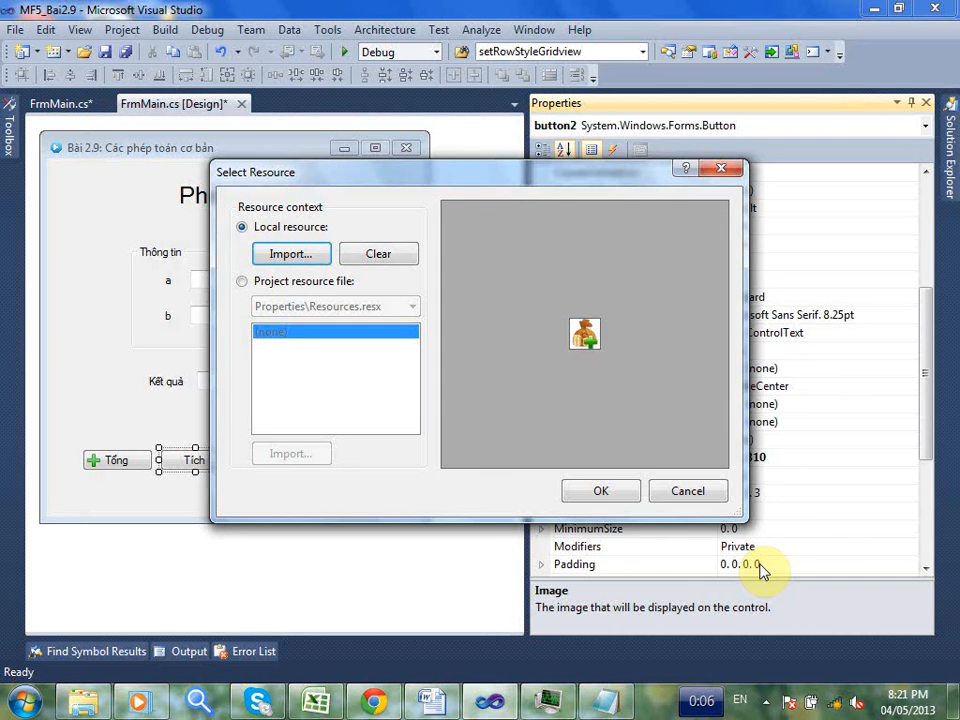 MF5_Bai2.9 - Microsoft Visual Studio
File Edit View Project Build Debug Team Data Tools Architecture Test Analyze Window Help
Debug
setRowStyleGridview
FrmMain.cs*
FrmMain.cs [Design]*
Properties
Toolbox
Solution Explorer
button2 System.Windows.Forms.Button
Bài 2.9: Các phép toán cơ bản
Select Resource
Ph
Resource context
Local resource:
Import...
Clear
Thông tin
a
Project resource file:
Properties\Resources.resx
b
(none)
Kết quả
Tổng
Tích
Import...
OK
Cancel
MinimumSize 0, 0
Modifiers Private
Padding 0, 0, 0, 0
Image
The image that will be displayed on the control.
Find Symbol Results
Output
Error List
Ready
0:06
EN
8:21 PM
04/05/2013